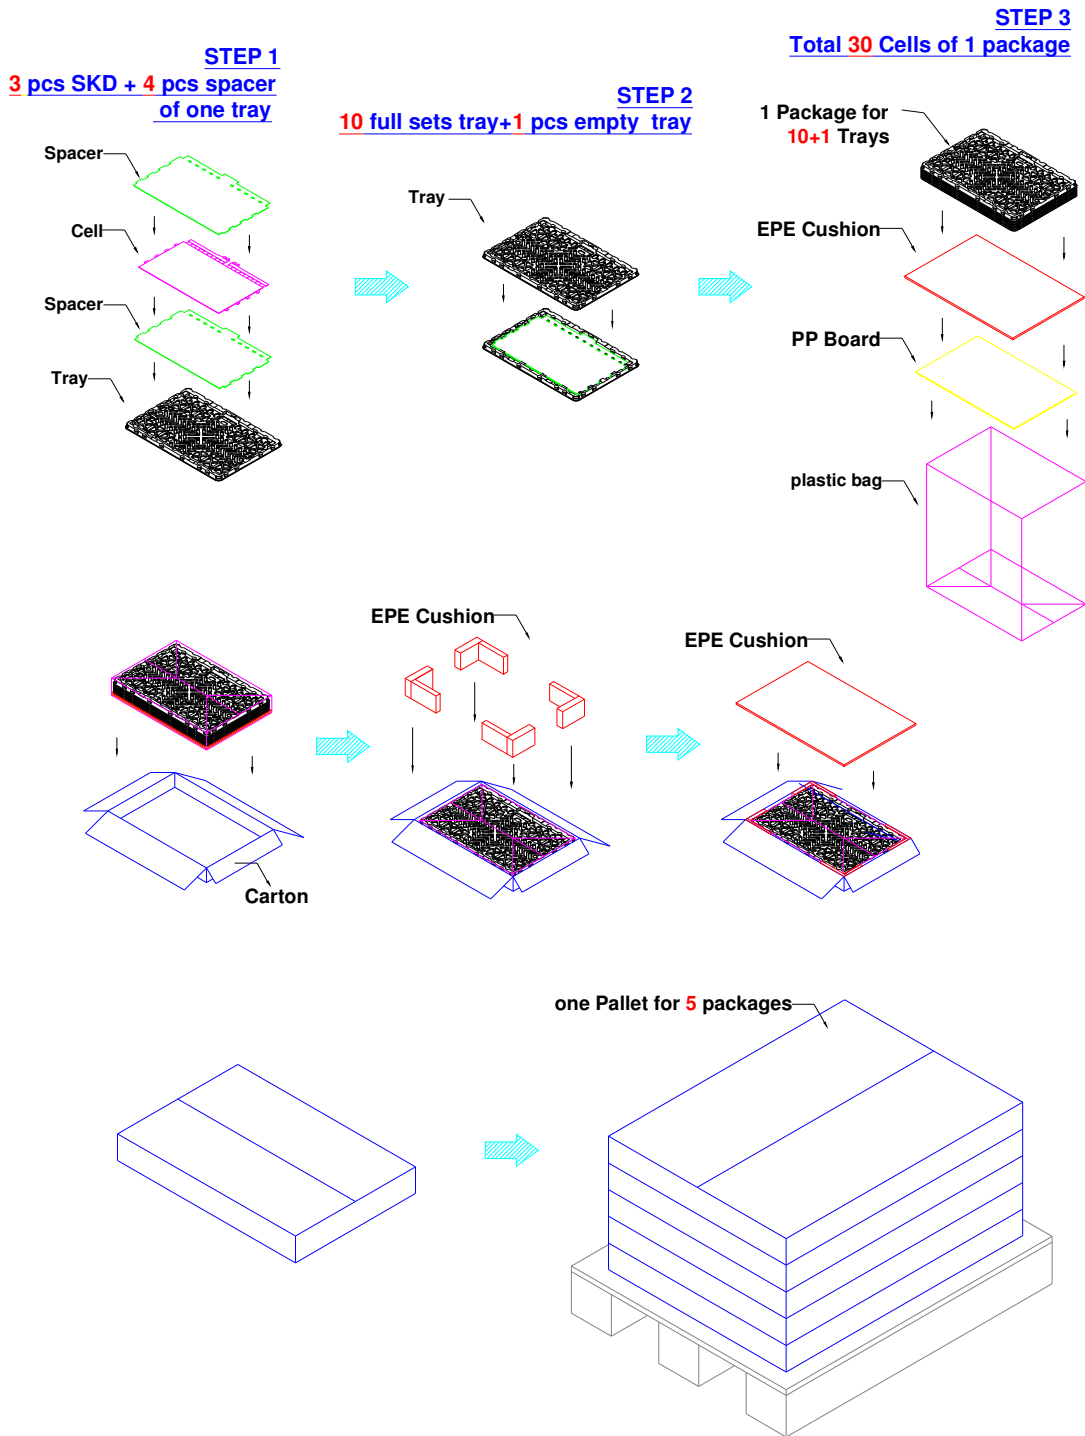 STEP 1
3 pcs SKD + 4 pcs spacer
of one tray
Spacer
Cell
Spacer
Tray
STEP 2
10 full sets tray+1 pcs empty tray
Tray
STEP 3
Total 30 Cells of 1 package
1 Package for
10+1 Trays
EPE Cushion
PP Board
plastic bag
Carton
EPE Cushion
EPE Cushion
one Pallet for 5 packages